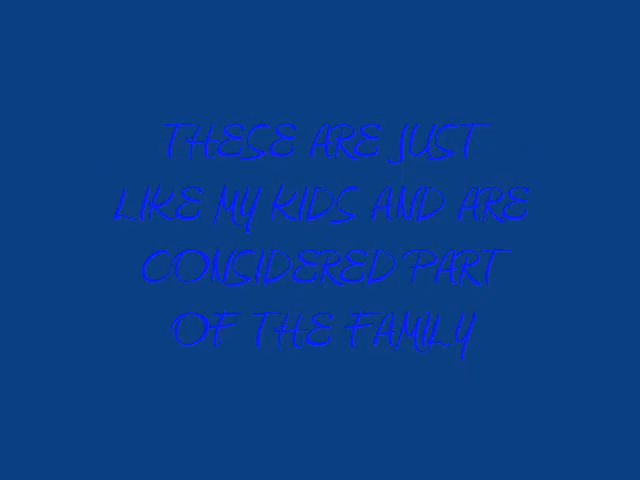 THESE ARE JUST
LIKE MY KIDS AND ARE
CONSIDERED PART
OF THE FAMILY